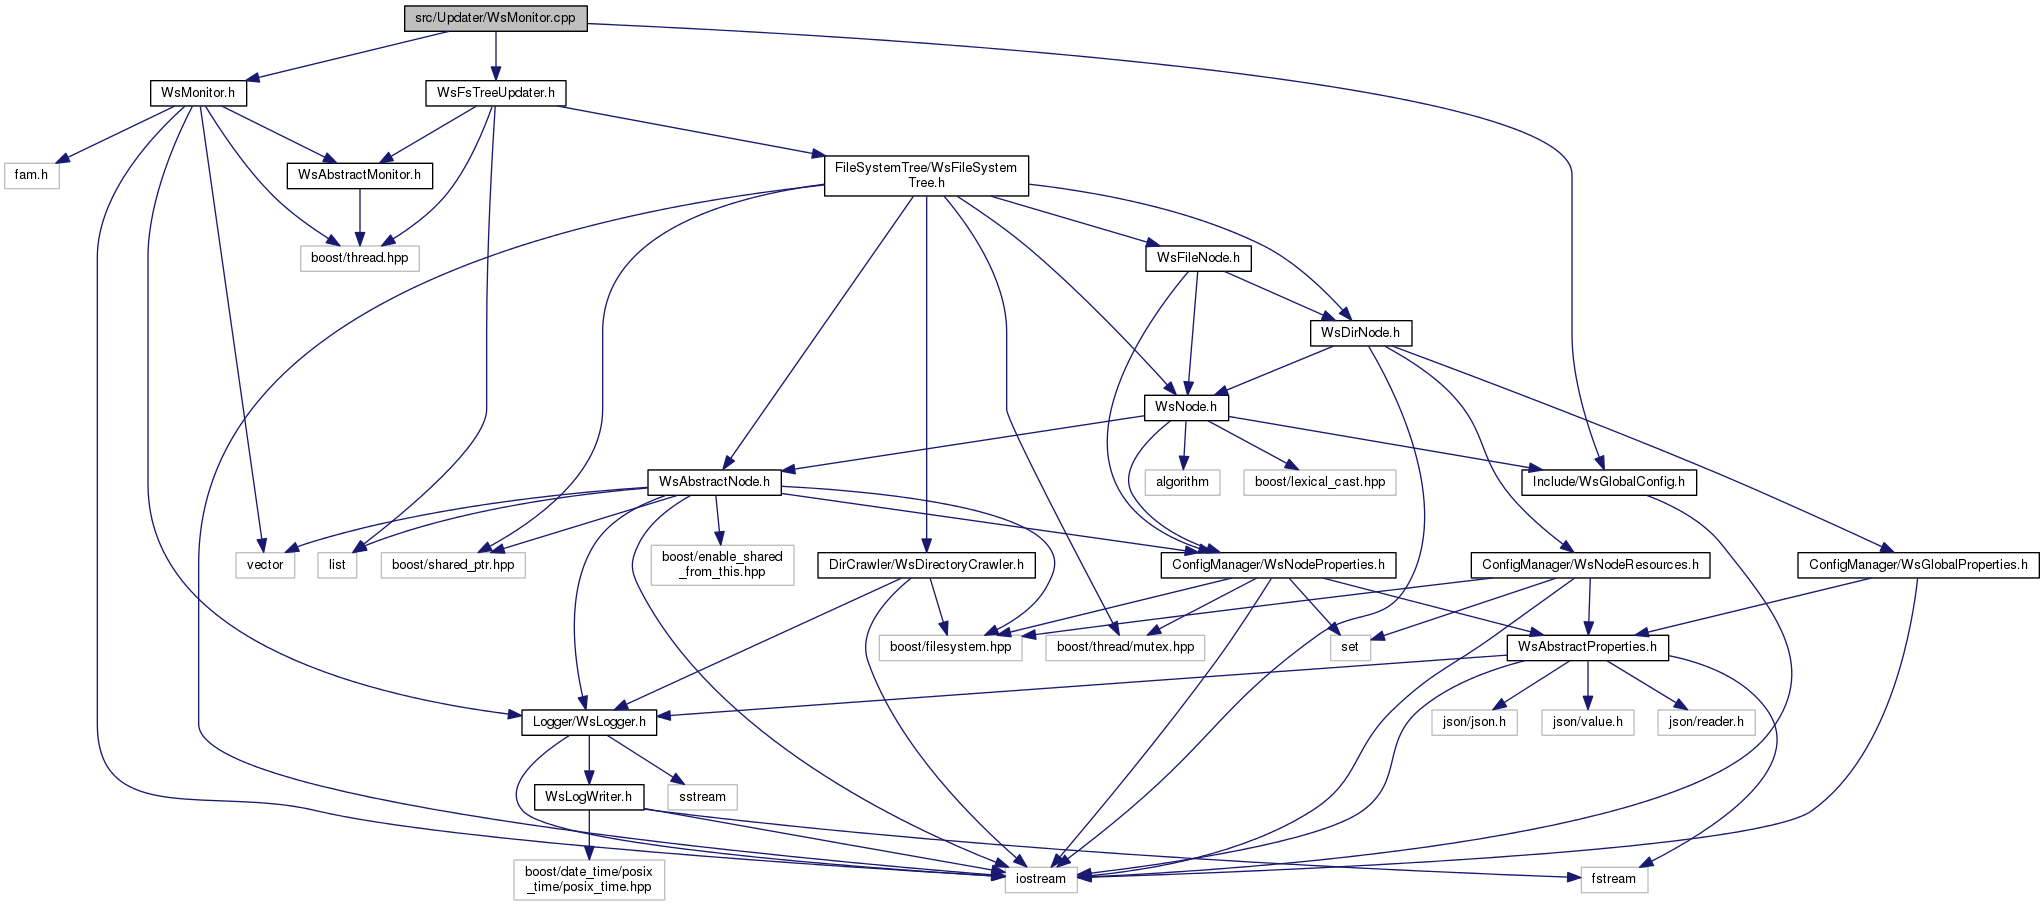 src/Updater/WsMonitor.cpp
WsMonitor.h
WsFsTreeUpdater.h
fam.h
WsAbstractMonitor.h
FileSystemTree/WsFileSystem
Tree.h
boost/thread.hpp
WsFileNode.h
WsDirNode.h
WsNode.h
WsAbstractNode.h
algorithm
boost/lexical_cast.hpp
Include/WsGlobalConfig.h
vector
list
boost/shared_ptr.hpp
boost/enable_shared
_from_this.hpp
DirCrawler/WsDirectoryCrawler.h
ConfigManager/WsNodeProperties.h
ConfigManager/WsNodeResources.h
ConfigManager/WsGlobalProperties.h
boost/filesystem.hpp
boost/thread/mutex.hpp
set
WsAbstractProperties.h
Logger/WsLogger.h
json/json.h
json/value.h
json/reader.h
WsLogWriter.h
sstream
boost/date_time/posix
_time/posix_time.hpp
iostream
fstream